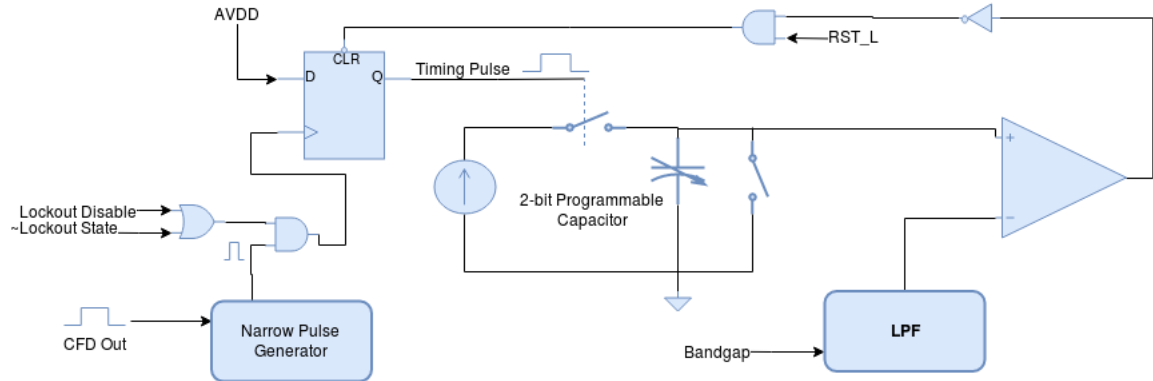 AVDD
CLR
D
Q
Timing Pulse
RST_L
+
2-bit Programmable
Capacitor
Lockout Disable
~Lockout State
−
Narrow Pulse
Generator
CFD Out
LPF
Bandgap